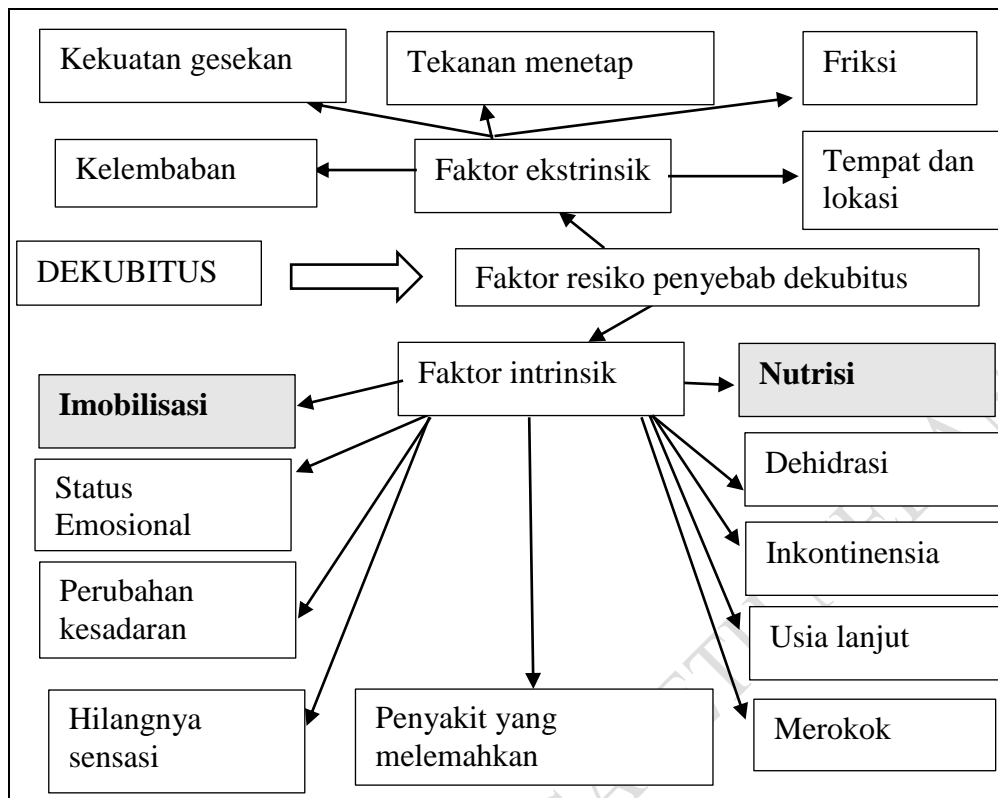 Kekuatan gesekan
Tekanan menetap
Friksi
Kelembaban
Faktor ekstrinsik
Tempat dan
lokasi
DEKUBITUS
Faktor resiko penyebab dekubitus
Faktor intrinsik
Imobilisasi
Nutrisi
Status
Emosional
Dehidrasi
Inkontinensia
Perubahan
kesadaran
Usia lanjut
Hilangnya
sensasi
Penyakit yang
melemahkan
Merokok